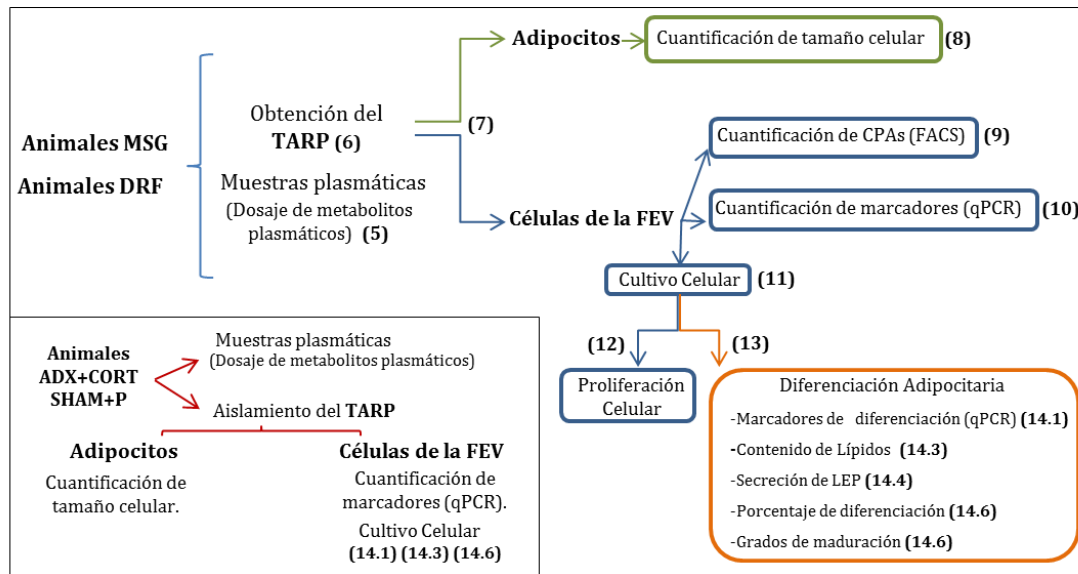 Animales MSG
Animales DRF
Obtención del
TARP (6)
Muestras plasmáticas
(Dosaje de metabolitos
plasmáticos) (5)
(7)
Adipocitos
Cuantificación de tamaño celular
(8)
Células de la FEV
Cuantificación de CPAs (FACS)
(9)
Cuantificación de marcadores (qPCR)
(10)
Cultivo Celular
(11)
(12)
(13)
Proliferación
Celular
Diferenciación Adipocitaria
-Marcadores de diferenciación (qPCR) (14.1)
-Contenido de Lípidos (14.3)
-Secreción de LEP (14.4)
-Porcentaje de diferenciación (14.6)
-Grados de maduración (14.6)
Animales
ADX+CORT
SHAM+P
Muestras plasmáticas
(Dosaje de metabolitos plasmáticos)
Aislamiento del TARP
Adipocitos
Cuantificación de
tamaño celular.
Células de la FEV
Cuantificación de
marcadores (qPCR).
Cultivo Celular
(14.1) (14.3) (14.6)